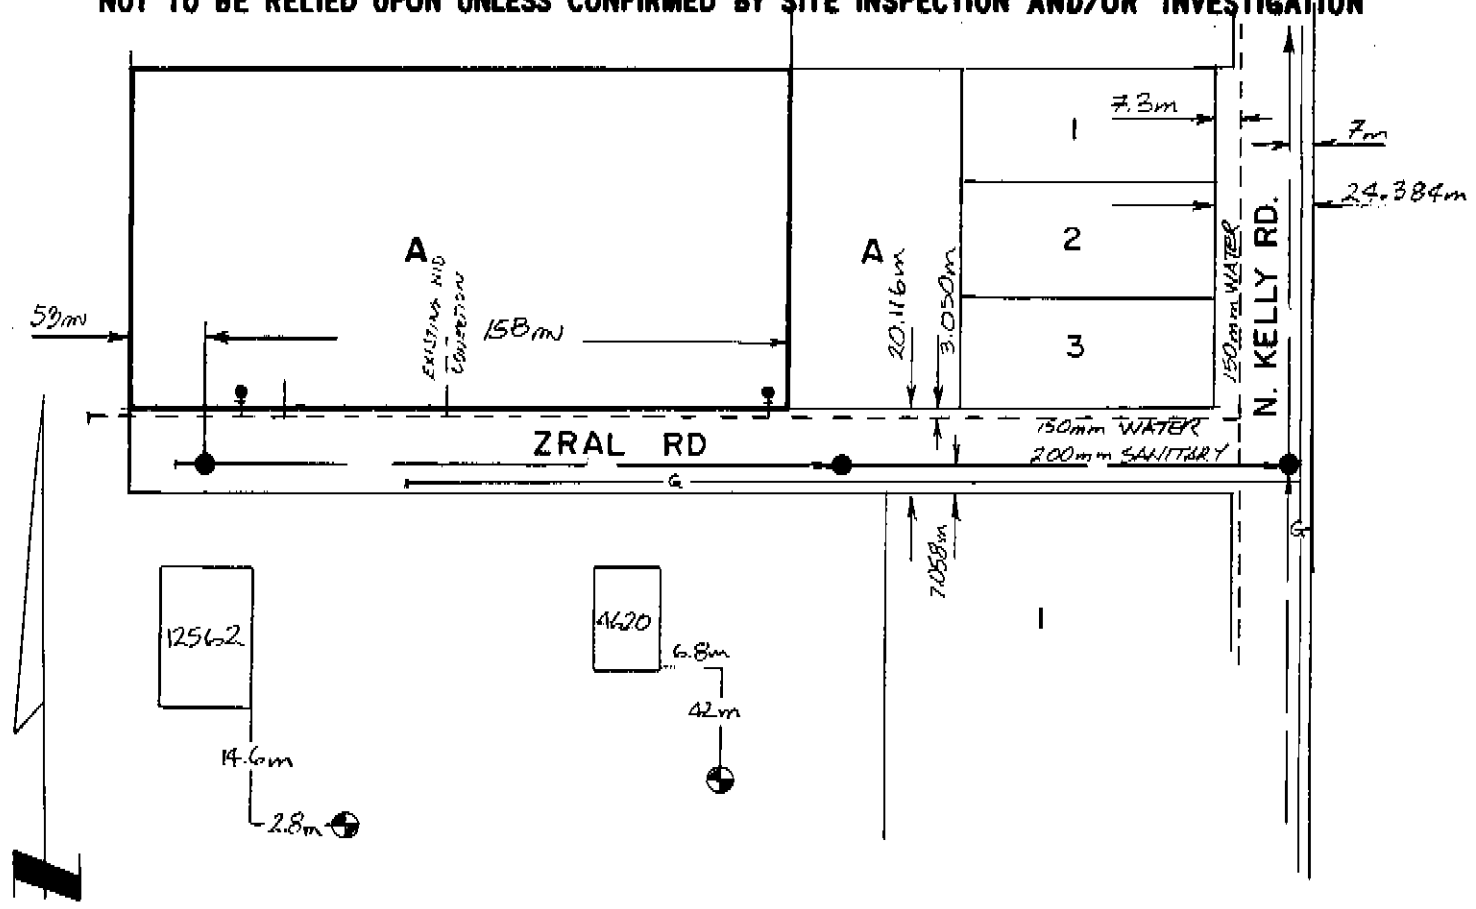 NOT TO BE RELIED UPON UNLESS CONFIRMED BY SITE INSPECTION AND/OR INVESTIGATION
7.3m
1
7m
24.384m
2
A
A
EXISTING
20.116m
3.050m
150mm WATER
N. KELLY RD.
53m
158m
3
150mm WATER
ZRAL RD
200mm SANITARY
G
G
7.058m
12562
4620
1
6.8m
42m
14.6m
2.8m